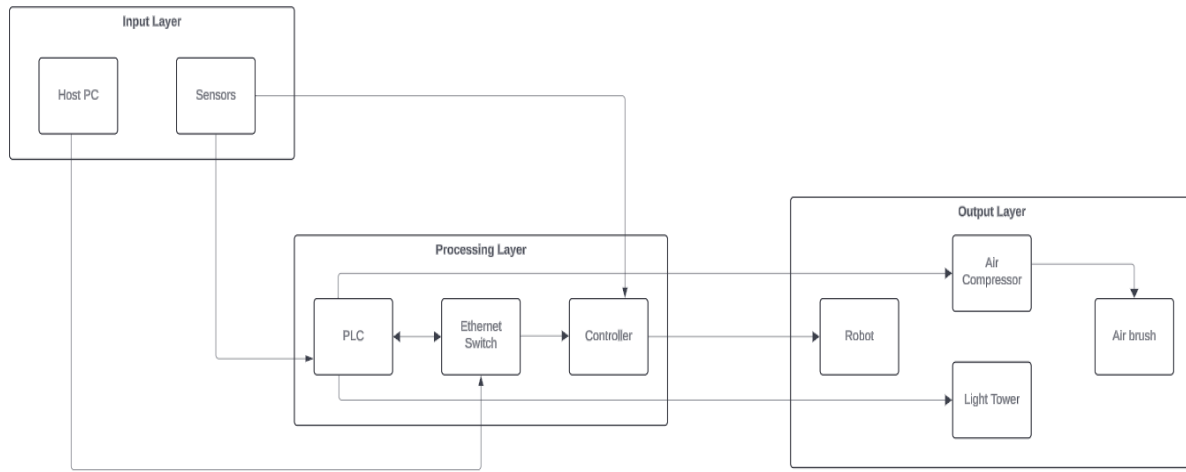 Input Layer
Host PC
Sensors
Output Layer
Processing Layer
Air
Compressor
PLC
Ethernet
Switch
Controller
Robot
Air brush
Light Tower